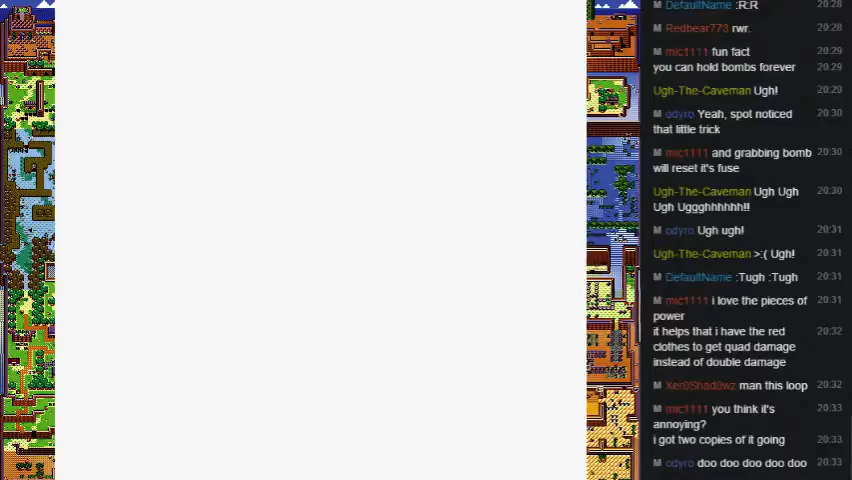 M DefaultName :R:R 20:28
M Redbear773 rwr. 20:28
M mic1111 fun fact 20:29
you can hold bombs forever 20:29
Ugh-The-Caveman Ugh! 20:29
M odyro Yeah, spot noticed 20:30
that little trick
M mic1111 and grabbing bomb 20:30
will reset it's fuse
Ugh-The-Caveman Ugh Ugh 20:30
Ugh Uggghhhhhh!!
M odyro Ugh ugh! 20:31
Ugh-The-Caveman >:( Ugh! 20:31
M DefaultName :Tugh :Tugh 20:31
M mic1111 i love the pieces of 20:31
power
it helps that i have the red 20:32
clothes to get quad damage
instead of double damage
M Xer0Shad0wz man this loop 20:32
M mic1111 you think it's 20:33
annoying?
i got two copies of it going 20:33
M odyro doo doo doo doo doo 20:33